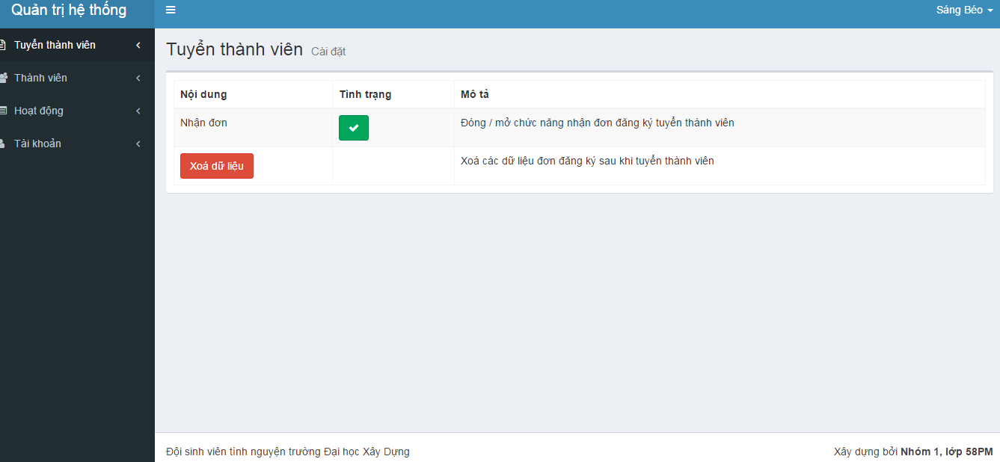 Quản trị hệ thống
Sáng Béo
Tuyển thành viên
Thành viên
Hoạt động
Tài khoản
Tuyển thành viên Cài đặt
Nội dung Tình trạng Mô tả
Nhận đơn Đóng / mở chức năng nhận đơn đăng ký tuyển thành viên
Xoá dữ liệu Xoá các dữ liệu đơn đăng ký sau khi tuyển thành viên
Đội sinh viên tình nguyện trường Đại học Xây Dựng
Xây dựng bởi Nhóm 1, lớp 58PM